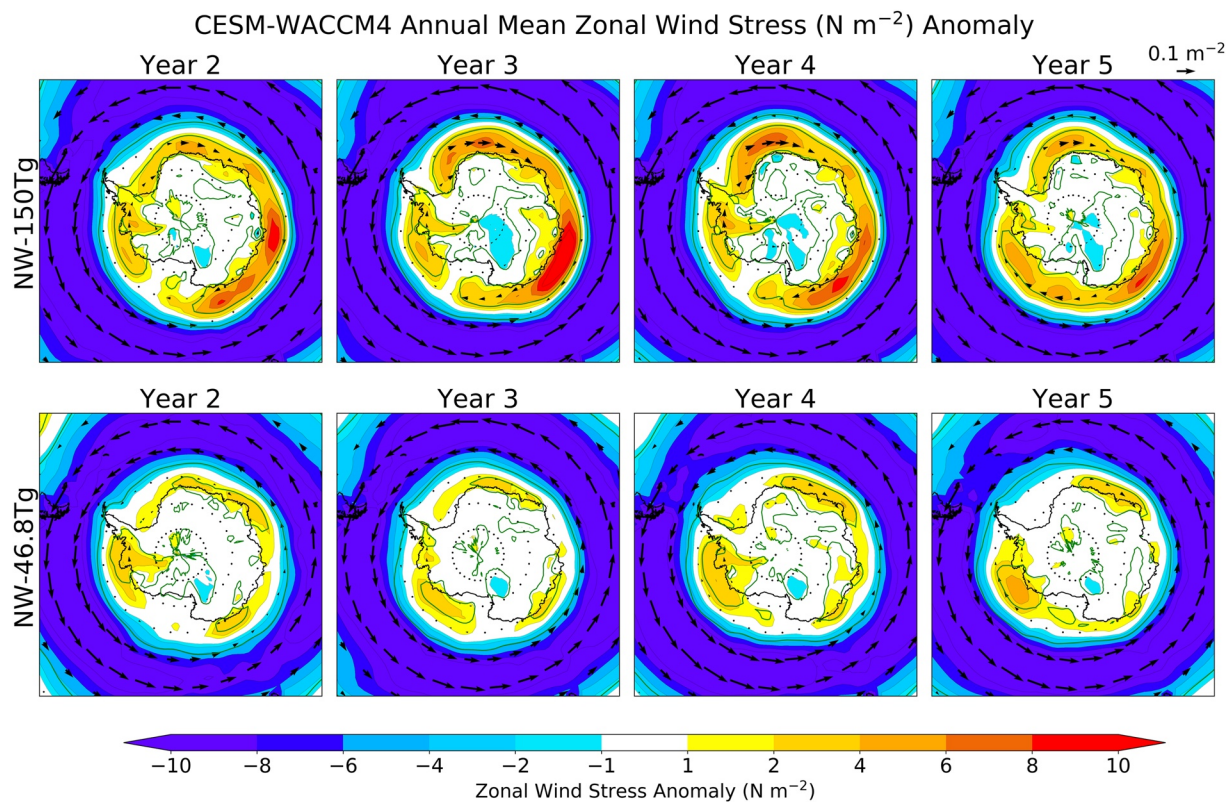 CESM-WACCM4 Annual Mean Zonal Wind Stress (N m⁻²) Anomaly
0.1 m⁻²
Year 2 Year 3 Year 4 Year 5
NW-150Tg
Year 2 Year 3 Year 4 Year 5
NW-46.8Tg
−10 −8 −6 −4 −2 −1 1 2 4 6 8 10
Zonal Wind Stress Anomaly (N m⁻²)